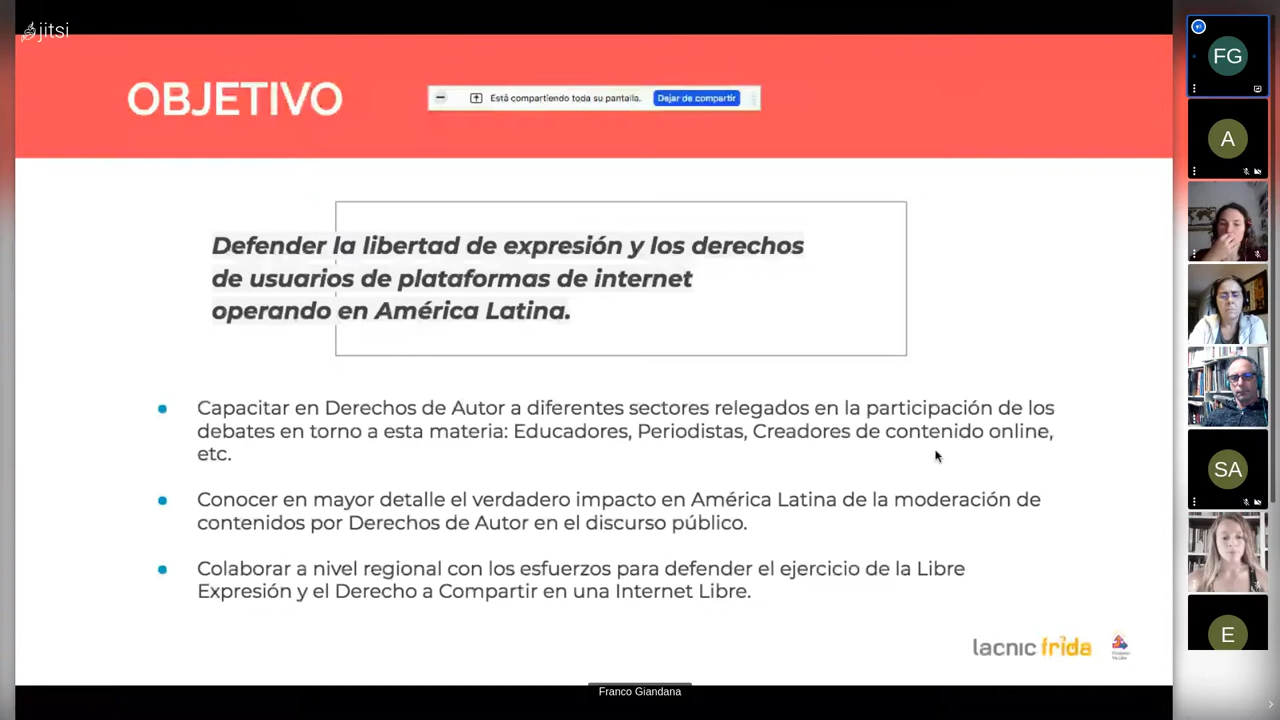 jitsi
OBJETIVO
Está compartiendo toda su pantalla. Dejar de compartir
Defender la libertad de expresión y los derechos
de usuarios de plataformas de internet
operando en América Latina.
Capacitar en Derechos de Autor a diferentes sectores relegados en la participación de los
debates en torno a esta materia: Educadores, Periodistas, Creadores de contenido online,
etc.
Conocer en mayor detalle el verdadero impacto en América Latina de la moderación de
contenidos por Derechos de Autor en el discurso público.
Colaborar a nivel regional con los esfuerzos para defender el ejercicio de la Libre
Expresión y el Derecho a Compartir en una Internet Libre.
lacnic frida
Franco Giandana
FG
A
SA
E